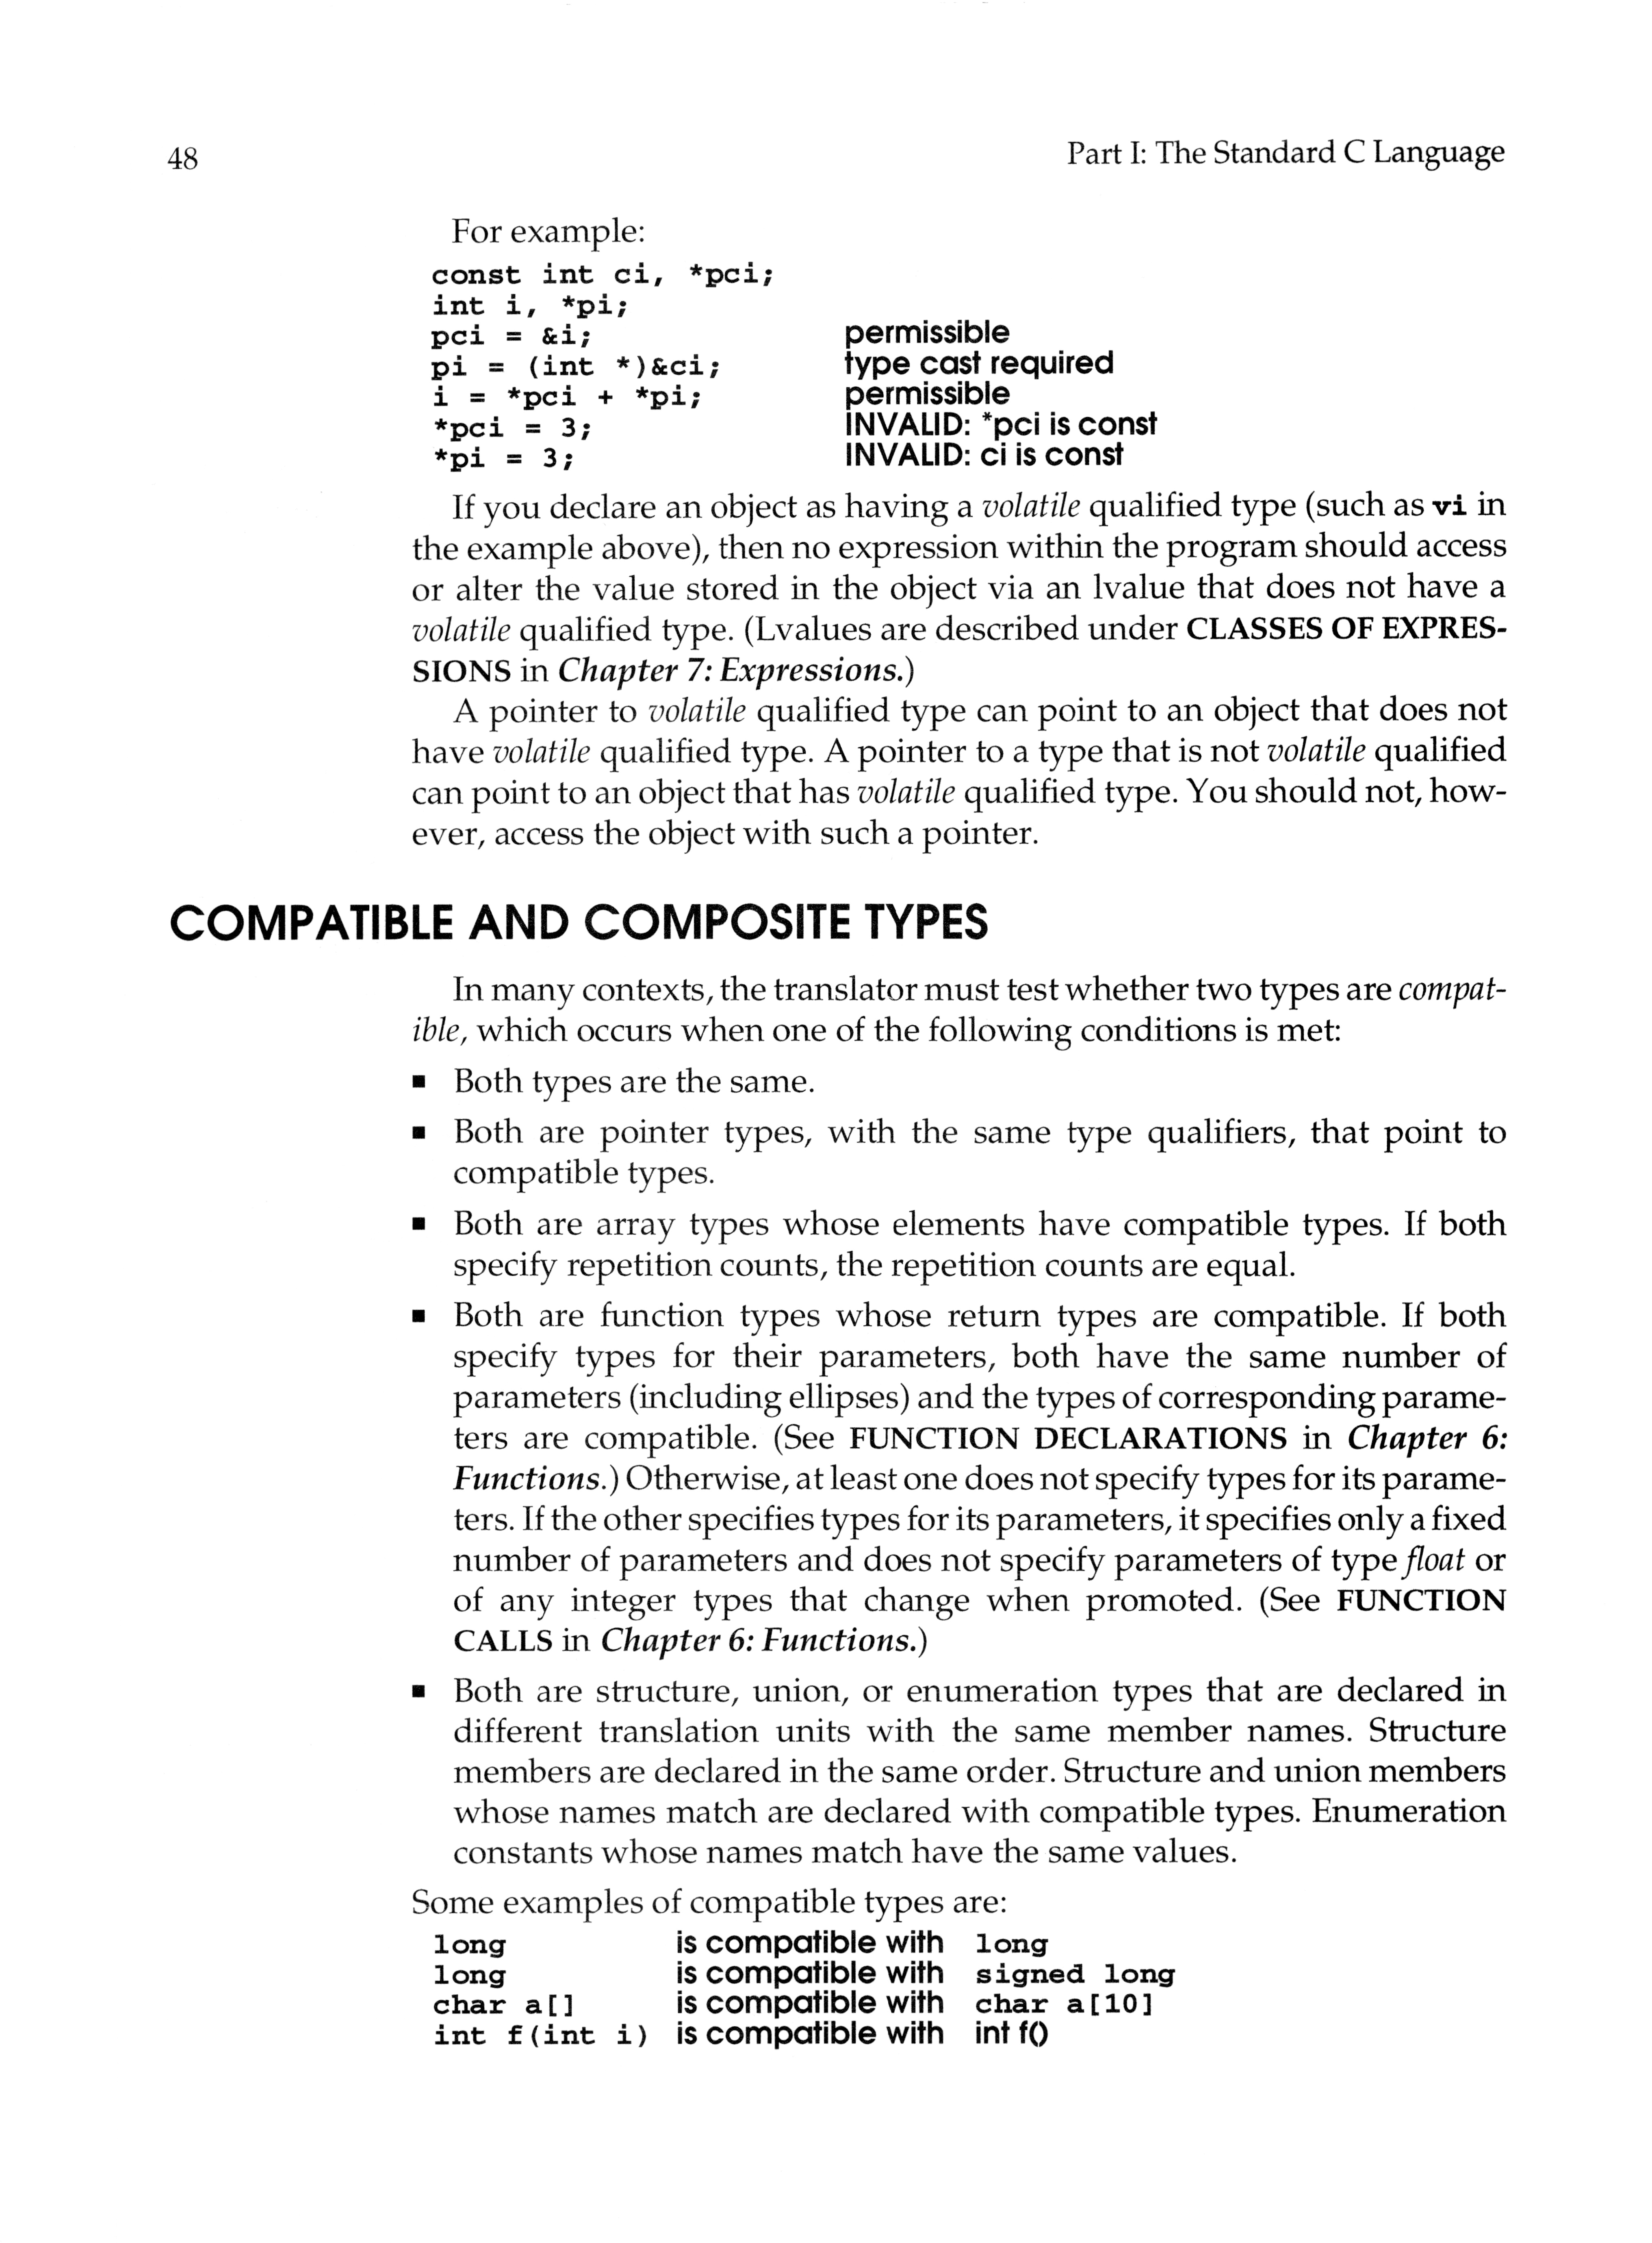 48
Part I: The Standard C Language
For example:
const int ci, *pci;
int i, *pi;
pci = &i; permissible
pi = (int *)&ci; type cast required
i = *pci + *pi; permissible
*pci = 3; INVALID: *pci is const
*pi = 3; INVALID: ci is const
If you declare an object as having a volatile qualified type (such as vi in
the example above), then no expression within the program should access
or alter the value stored in the object via an lvalue that does not have a
volatile qualified type. (Lvalues are described under CLASSES OF EXPRES-
SIONS in Chapter 7: Expressions.)
A pointer to volatile qualified type can point to an object that does not
have volatile qualified type. A pointer to a type that is not volatile qualified
can point to an object that has volatile qualified type. You should not, how-
ever, access the object with such a pointer.
COMPATIBLE AND COMPOSITE TYPES
In many contexts, the translator must test whether two types are compat-
ible, which occurs when one of the following conditions is met:
▪ Both types are the same.
▪ Both are pointer types, with the same type qualifiers, that point to
compatible types.
▪ Both are array types whose elements have compatible types. If both
specify repetition counts, the repetition counts are equal.
▪ Both are function types whose return types are compatible. If both
specify types for their parameters, both have the same number of
parameters (including ellipses) and the types of corresponding parame-
ters are compatible. (See FUNCTION DECLARATIONS in Chapter 6:
Functions.) Otherwise, at least one does not specify types for its parame-
ters. If the other specifies types for its parameters, it specifies only a fixed
number of parameters and does not specify parameters of type float or
of any integer types that change when promoted. (See FUNCTION
CALLS in Chapter 6: Functions.)
▪ Both are structure, union, or enumeration types that are declared in
different translation units with the same member names. Structure
members are declared in the same order. Structure and union members
whose names match are declared with compatible types. Enumeration
constants whose names match have the same values.
Some examples of compatible types are:
long is compatible with long
long is compatible with signed long
char a[] is compatible with char a[10]
int f(int i) is compatible with int f()